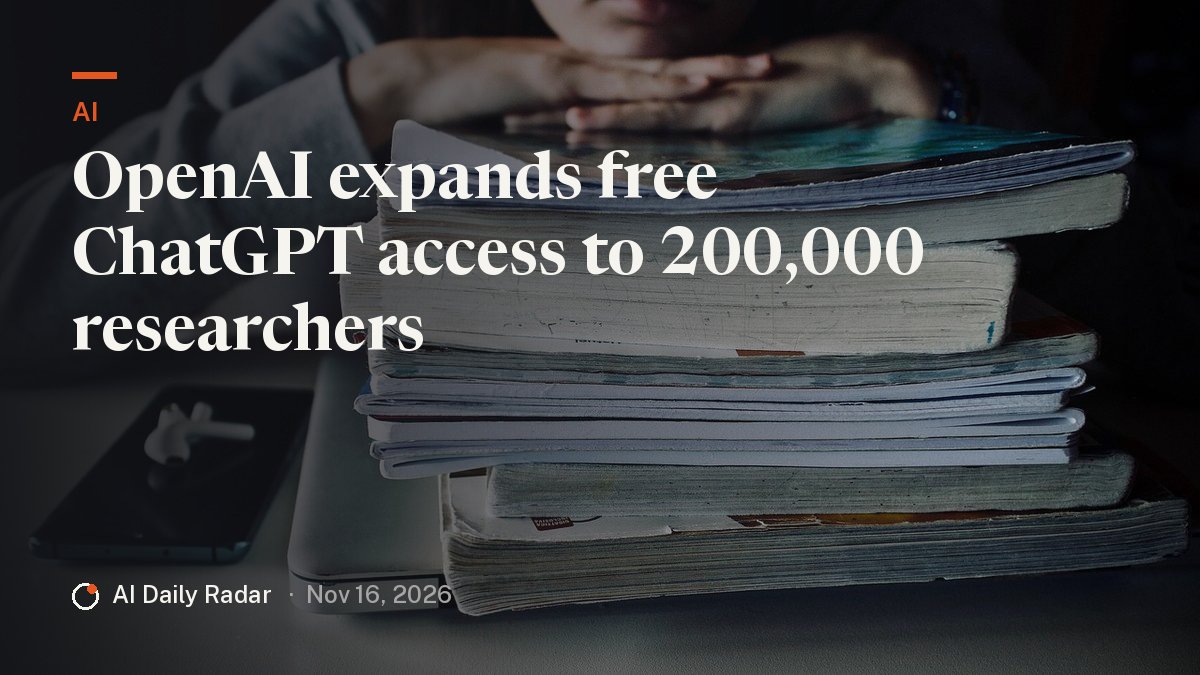 AI
OpenAI expands free
ChatGPT access to 200,000
researchers
AI Daily Radar · Nov 16, 2026